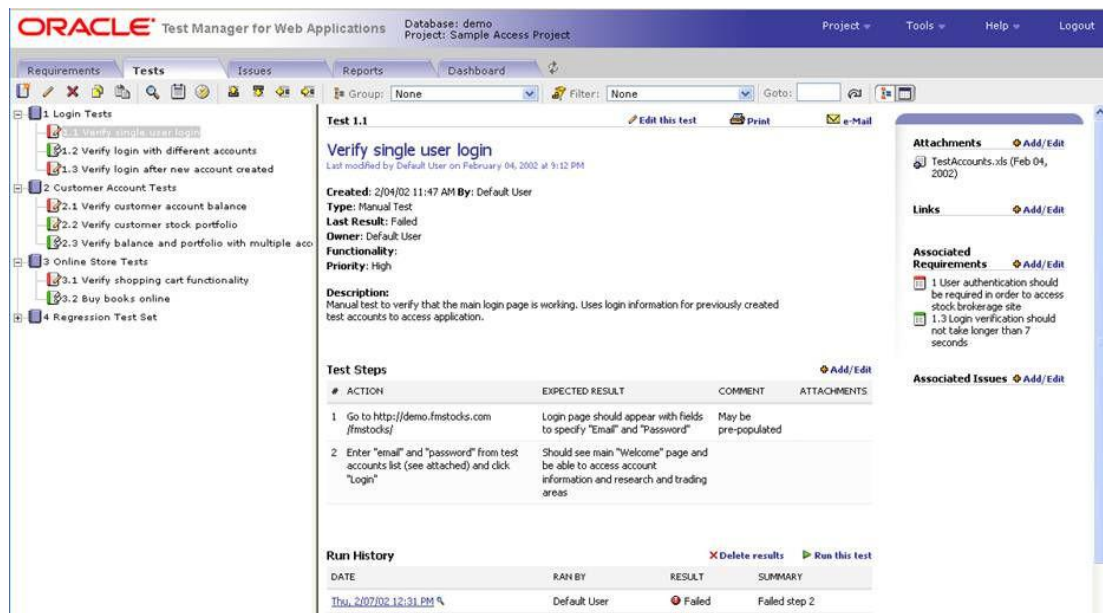 ORACLE Test Manager for Web Applications
Database: demo
Project: Sample Access Project
Project Tools Help Logout
Requirements Tests Issues Reports Dashboard
Group: None Filter: None Goto:
1 Login Tests
1.1 Verify single user login
1.2 Verify login with different accounts
1.3 Verify login after new account created
2 Customer Account Tests
2.1 Verify customer account balance
2.2 Verify customer stock portfolio
2.3 Verify balance and portfolio with multiple acc
3 Online Store Tests
3.1 Verify shopping cart functionality
3.2 Buy books online
4 Regression Test Set
Test 1.1 Edit this test Print e-Mail
Verify single user login
Last modified by Default User on February 04, 2002 at 9:12 PM
Created: 2/04/02 11:47 AM By: Default User
Type: Manual Test
Last Result: Failed
Owner: Default User
Functionality:
Priority: High
Description:
Manual test to verify that the main login page is working. Uses login information for previously created
test accounts to access application.
Test Steps Add/Edit
# ACTION EXPECTED RESULT COMMENT ATTACHMENTS
1 Go to http://demo.fmstocks.com Login page should appear with fields May be
/fmstocks/ to specify "Email" and "Password" pre-populated
2 Enter "email" and "password" from test Should see main "Welcome" page and
accounts list (see attached) and click be able to access account
"Login" information and research and trading
areas
Run History Delete results Run this test
DATE RAN BY RESULT SUMMARY
Thu, 2/07/02 12:31 PM Default User Failed Failed step 2
Attachments Add/Edit
TestAccounts.xls (Feb 04,
2002)
Links Add/Edit
Associated
Requirements Add/Edit
1 User authentication should
be required in order to access
stock brokerage site
1.3 Login verification should
not take longer than 7
seconds
Associated Issues Add/Edit